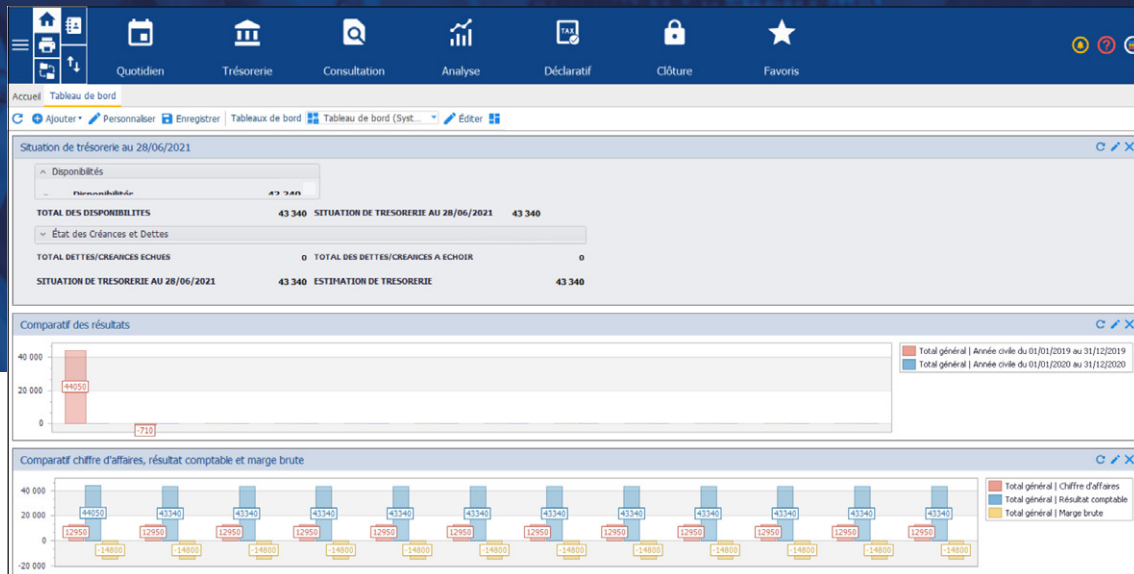 TAX
Quotidien Trésorerie Consultation Analyse Déclaratif Clôture Favoris
?
Accueil Tableau de bord
Ajouter Personnaliser Enregistrer Tableaux de bord Tableau de bord (Syst... Éditer
Situation de trésorerie au 28/06/2021
Disponibilités
Disponibilités 43 340
TOTAL DES DISPONIBILITES 43 340 SITUATION DE TRESORERIE AU 28/06/2021 43 340
État des Créances et Dettes
TOTAL DETTES/CREANCES ECHUES 0 TOTAL DES DETTES/CREANCES A ECHOIR 0
SITUATION DE TRESORERIE AU 28/06/2021 43 340 ESTIMATION DE TRESORERIE 43 340
Comparatif des résultats
Total général | Année civile du 01/01/2019 au 31/12/2019
Total général | Année civile du 01/01/2020 au 31/12/2020
40 000
44050
20 000
0
-710
Comparatif chiffre d'affaires, résultat comptable et marge brute
Total général | Chiffre d'affaires
Total général | Résultat comptable
Total général | Marge brute
40 000
44050 43340 43340 43340 43340 43340 43340 43340 43340 43340 43340 43340
20 000
12950 12950 12950 12950 12950 12950 12950 12950 12950 12950 12950 12950
0
-14800 -14800 -14800 -14800 -14800 -14800 -14800 -14800 -14800 -14800 -14800 -14800
-20 000